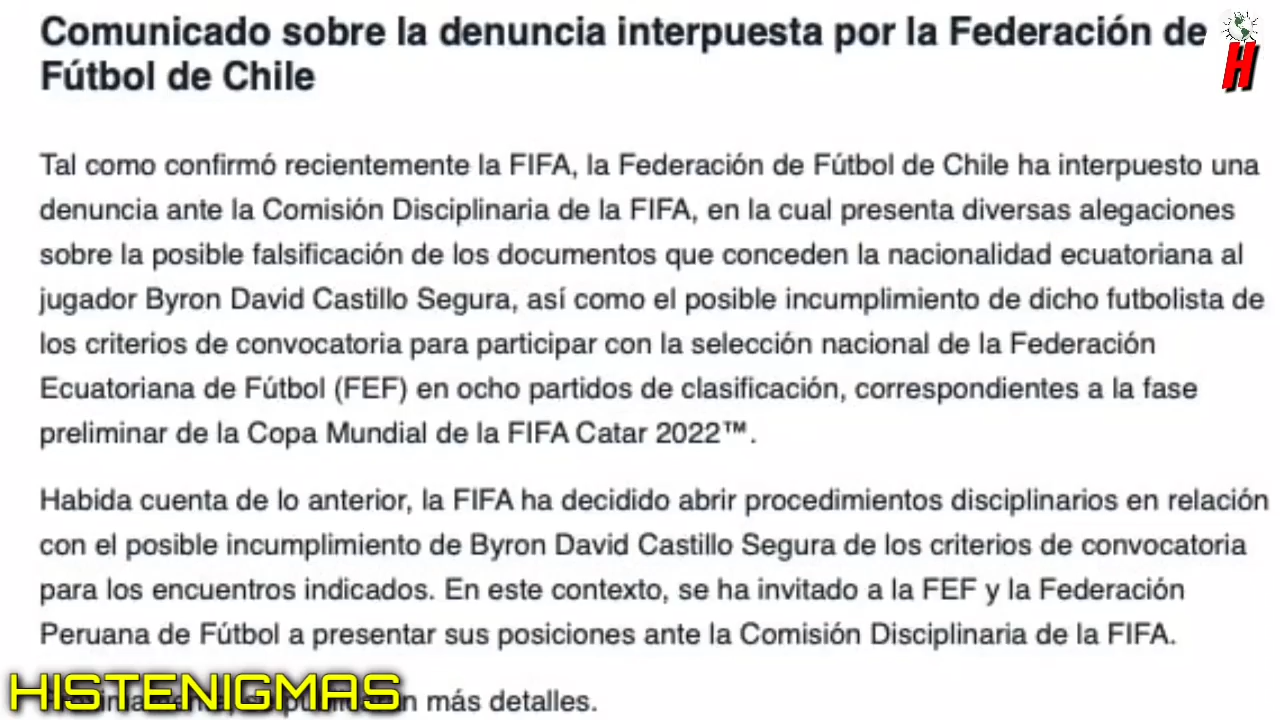 Comunicado sobre la denuncia interpuesta por la Federación de
Fútbol de Chile
H
Tal como confirmó recientemente la FIFA, la Federación de Fútbol de Chile ha interpuesto una
denuncia ante la Comisión Disciplinaria de la FIFA, en la cual presenta diversas alegaciones
sobre la posible falsificación de los documentos que conceden la nacionalidad ecuatoriana al
jugador Byron David Castillo Segura, así como el posible incumplimiento de dicho futbolista de
los criterios de convocatoria para participar con la selección nacional de la Federación
Ecuatoriana de Fútbol (FEF) en ocho partidos de clasificación, correspondientes a la fase
preliminar de la Copa Mundial de la FIFA Catar 2022™.
Habida cuenta de lo anterior, la FIFA ha decidido abrir procedimientos disciplinarios en relación
con el posible incumplimiento de Byron David Castillo Segura de los criterios de convocatoria
para los encuentros indicados. En este contexto, se ha invitado a la FEF y la Federación
Peruana de Fútbol a presentar sus posiciones ante la Comisión Disciplinaria de la FIFA.
HISTENIGMAS
más detalles.